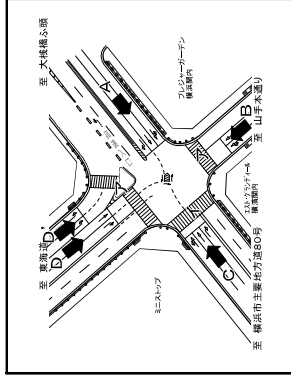 至 大桟橋ふ頭
プレジャーガーデン
横浜関内
至 山手本通り
A
B
エスト・グランディール
横濱関内
D'
D
至 東海道
C
ミニストップ
至 横浜市主要地方道80号